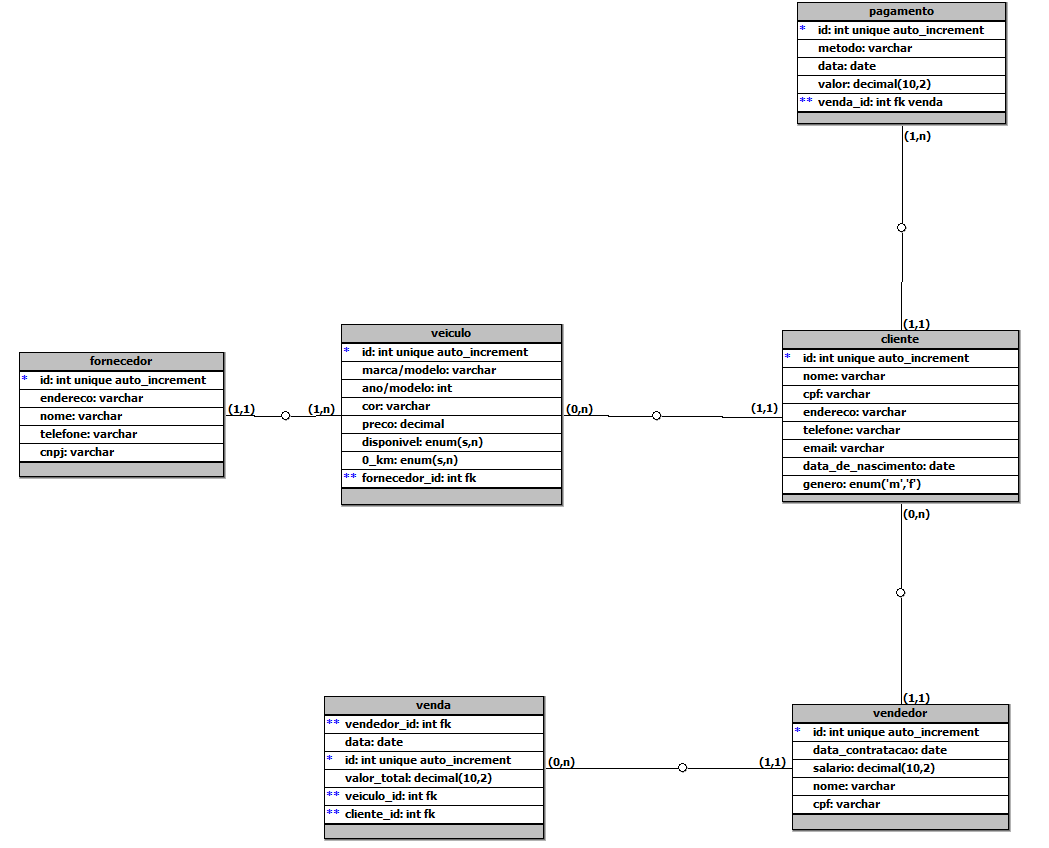 pagamento
* id: int unique auto_increment
metodo: varchar
data: date
valor: decimal(10,2)
** venda_id: int fk venda
(1,n)
(1,1)
cliente
* id: int unique auto_increment
nome: varchar
cpf: varchar
endereco: varchar
telefone: varchar
email: varchar
data_de_nascimento: date
genero: enum('m','f')
(0,n)
(1,1)
veiculo
* id: int unique auto_increment
marca/modelo: varchar
ano/modelo: int
cor: varchar
preco: decimal
disponivel: enum(s,n)
0_km: enum(s,n)
** fornecedor_id: int fk
(1,1)
(1,n)
fornecedor
* id: int unique auto_increment
endereco: varchar
nome: varchar
telefone: varchar
cnpj: varchar
(0,n)
(1,1)
vendedor
* id: int unique auto_increment
data_contratacao: date
salario: decimal(10,2)
nome: varchar
cpf: varchar
(0,n)
(1,1)
venda
** vendedor_id: int fk
data: date
* id: int unique auto_increment
valor_total: decimal(10,2)
** veiculo_id: int fk
** cliente_id: int fk